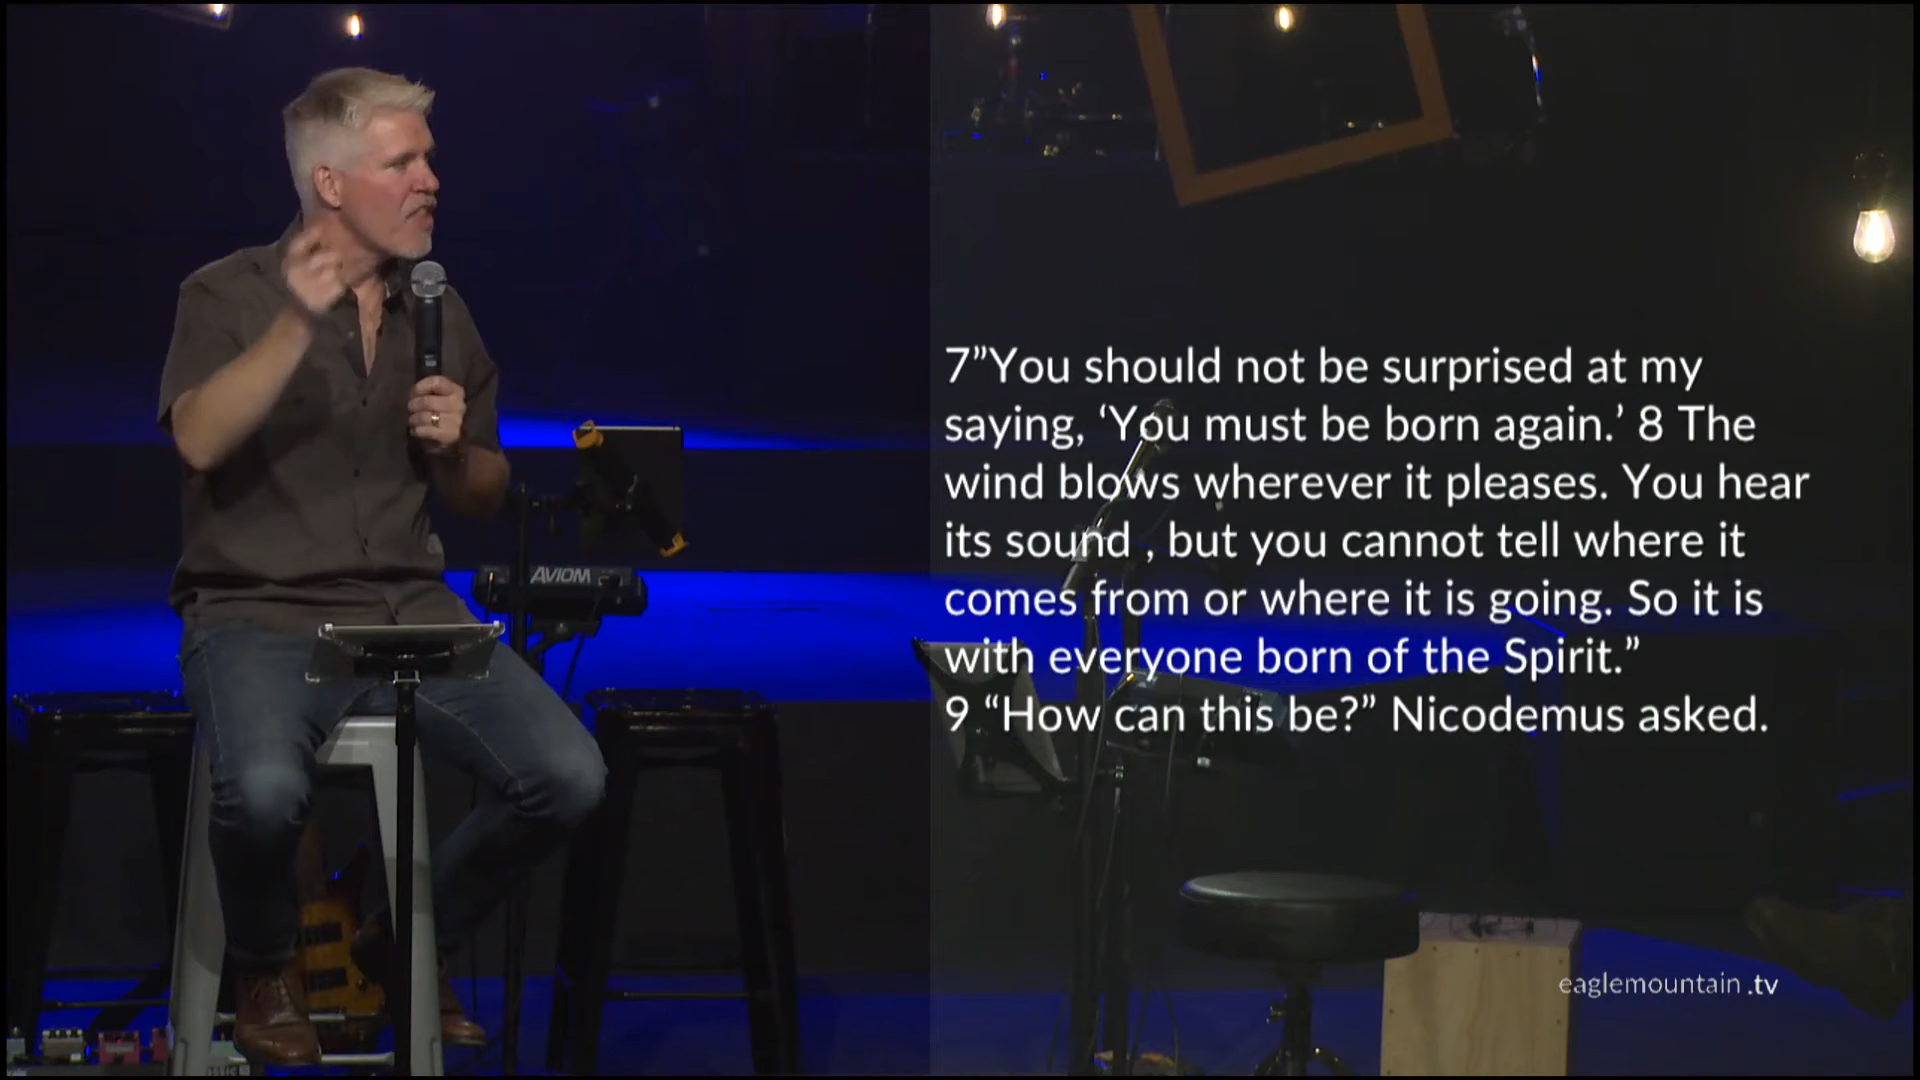 7”You should not be surprised at my
saying, ‘You must be born again.’ 8 The
wind blows wherever it pleases. You hear
its sound , but you cannot tell where it
comes from or where it is going. So it is
with everyone born of the Spirit.”
9 “How can this be?” Nicodemus asked.
AVIOM
eaglemountain.tv